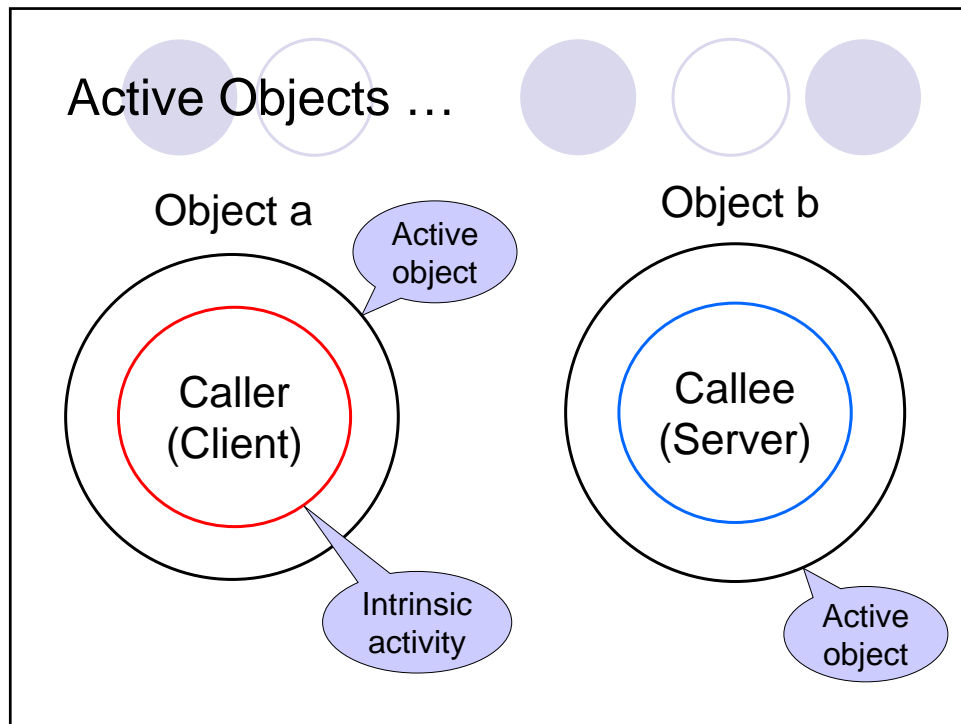 Active Objects …
Object a
Object b
Active
object
Caller
(Client)
Callee
(Server)
Intrinsic
activity
Active
object